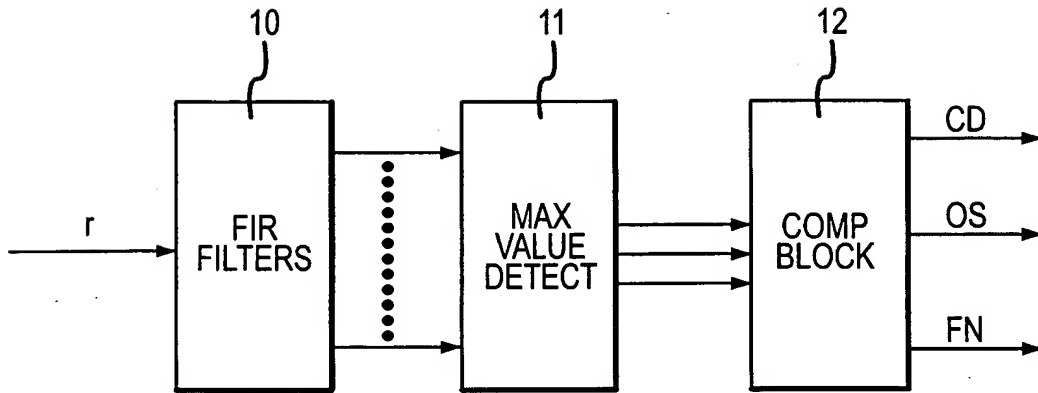 10
11
12
r
FIR
FILTERS
MAX
VALUE
DETECT
COMP
BLOCK
CD
OS
FN